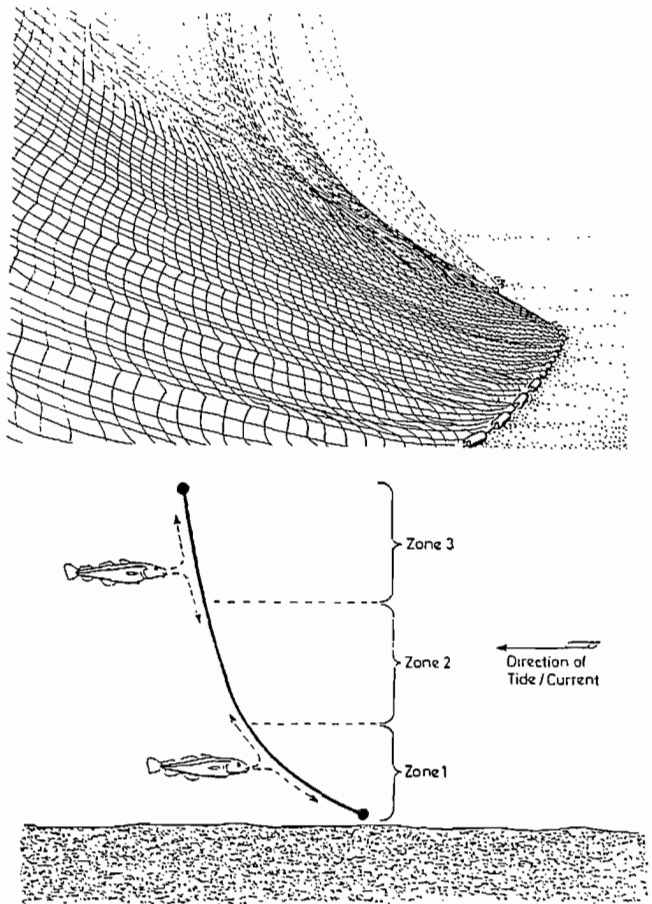 Zone 3
Zone 2
Direction of
Tide / Current
Zone 1